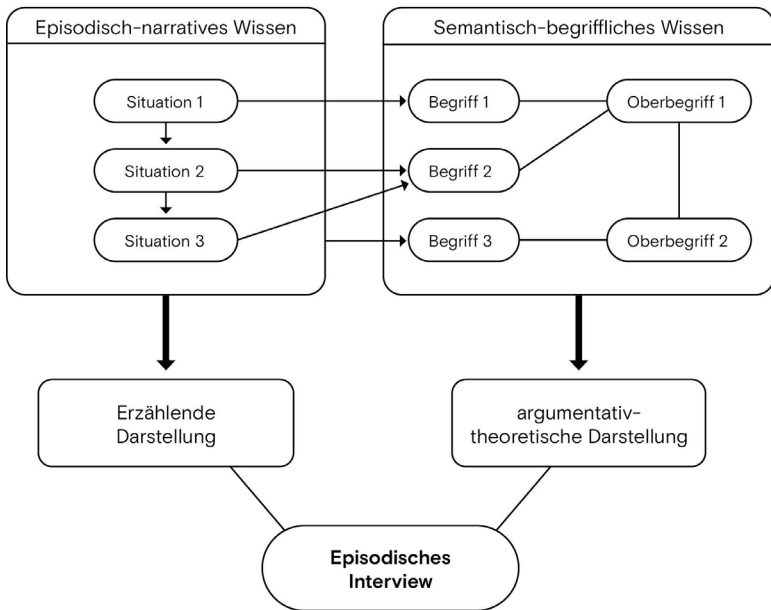 Episodisch-narratives Wissen
Situation 1
Situation 2
Situation 3
Semantisch-begriffliches Wissen
Begriff 1
Oberbegriff 1
Begriff 2
Begriff 3
Oberbegriff 2
Erzählende
Darstellung
argumentativ-
theoretische Darstellung
Episodisches
Interview